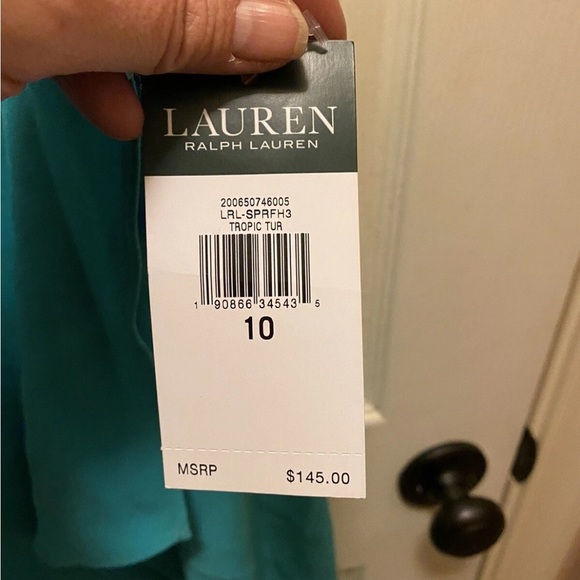 LAUREN
RALPH LAUREN
200650746005
LRL-SPRFH3
TROPIC TUR
1 90866 34543 5
10
MSRP $145.00